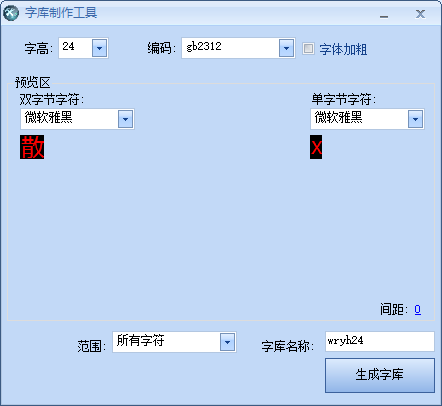 字库制作工具
字高: 24 编码: gb2312 字体加粗
预览区
双字节字符: 单字节字符:
微软雅黑 微软雅黑
散 x
间距: 0
范围: 所有字符 字库名称: wryh24
生成字库